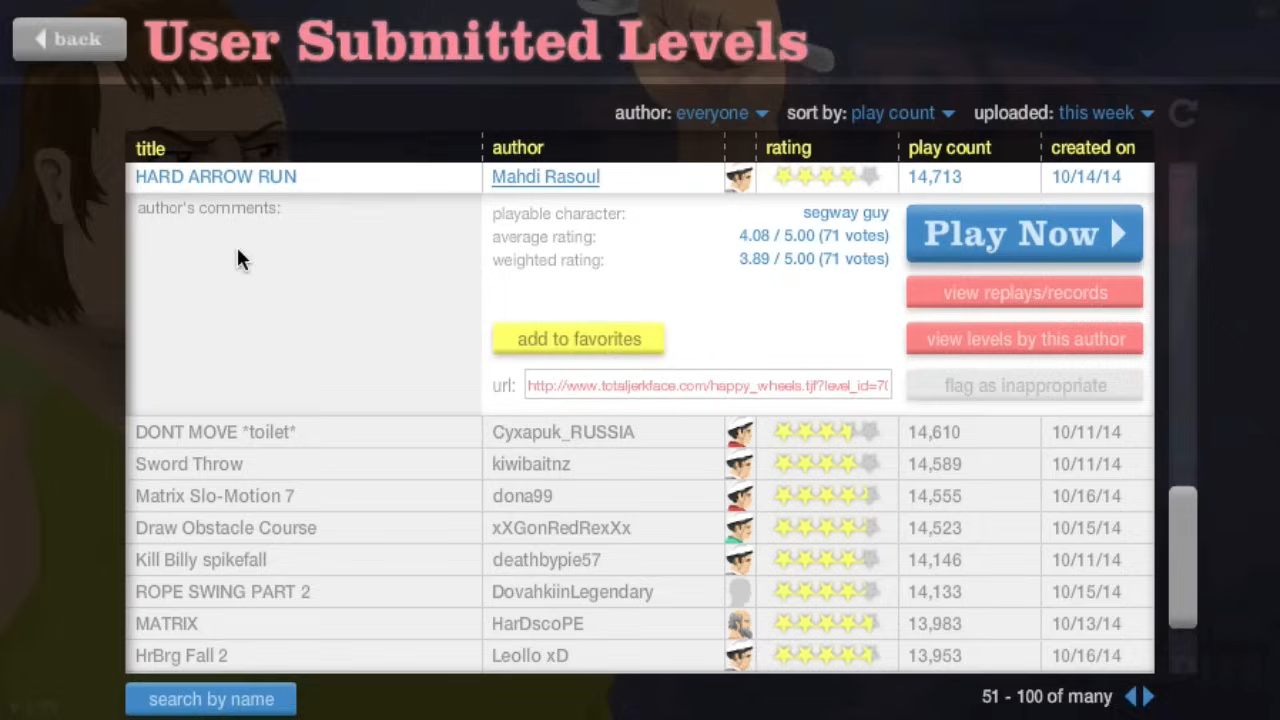 back
User Submitted Levels
author: everyone sort by: play count uploaded: this week
title author rating play count created on
HARD ARROW RUN Mahdi Rasoul 14,713 10/14/14
author's comments:
playable character: segway guy
average rating: 4.08 / 5.00 (71 votes)
weighted rating: 3.89 / 5.00 (71 votes)
Play Now
view replays/records
add to favorites
view levels by this author
url: http://www.totaljerkface.com/happy_wheels.tjf?level_id=7(
flag as inappropriate
DONT MOVE *toilet* Cyxapuk_RUSSIA 14,610 10/11/14
Sword Throw kiwibaitnz 14,589 10/11/14
Matrix Slo-Motion 7 dona99 14,555 10/16/14
Draw Obstacle Course xXGonRedRexXx 14,523 10/15/14
Kill Billy spikefall deathbypie57 14,146 10/11/14
ROPE SWING PART 2 DovahkiinLegendary 14,133 10/15/14
MATRIX HarDscoPE 13,983 10/13/14
HrBrg Fall 2 Leollo xD 13,953 10/16/14
search by name
51 - 100 of many